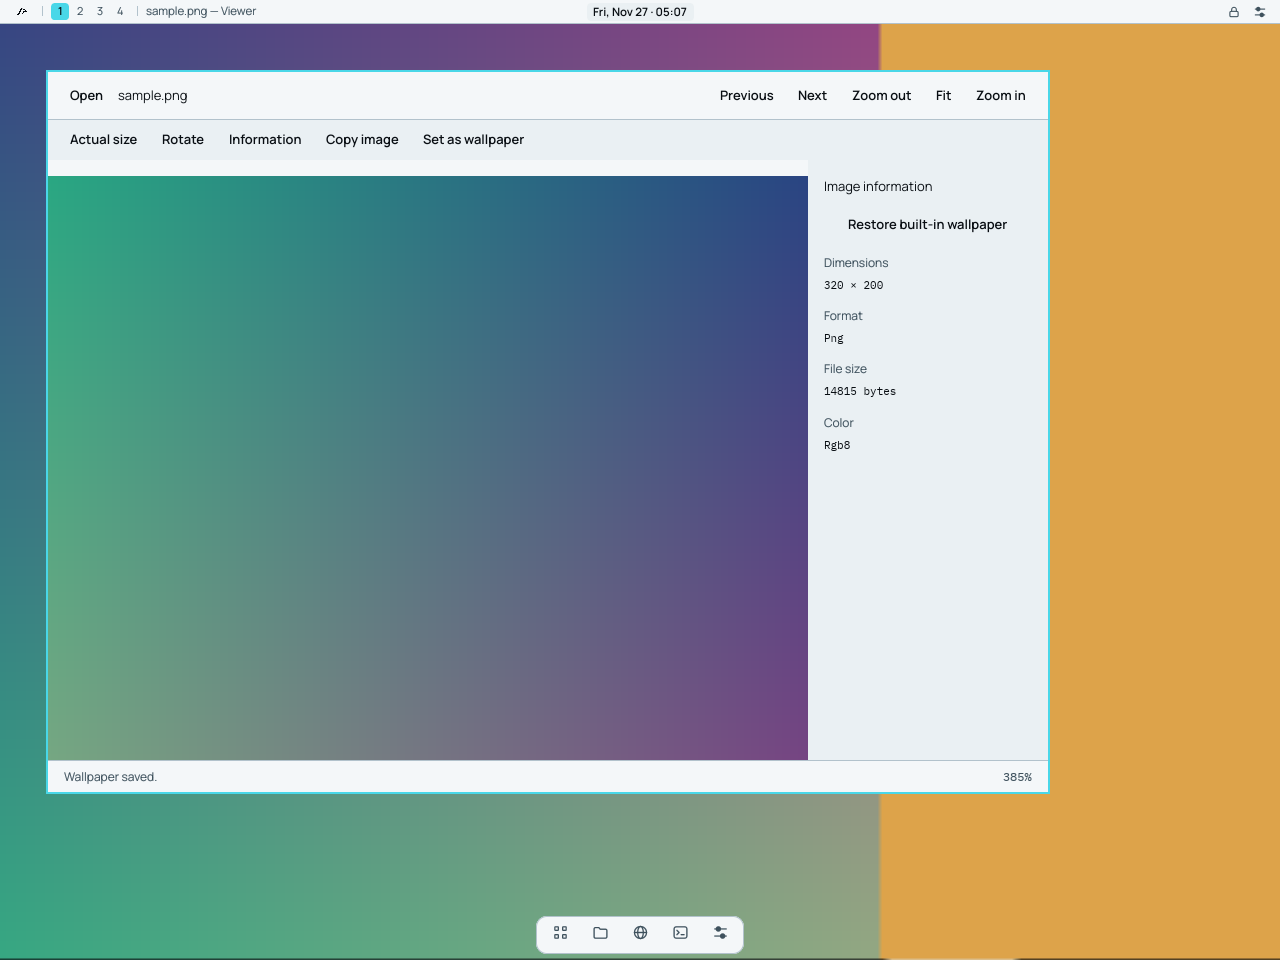 1 2 3 4 sample.png — Viewer Fri, Nov 27 · 05:07
Open sample.png Previous Next Zoom out Fit Zoom in
Actual size Rotate Information Copy image Set as wallpaper
Image information
Restore built-in wallpaper
Dimensions
320 × 200
Format
Png
File size
14815 bytes
Color
Rgb8
Wallpaper saved. 385%